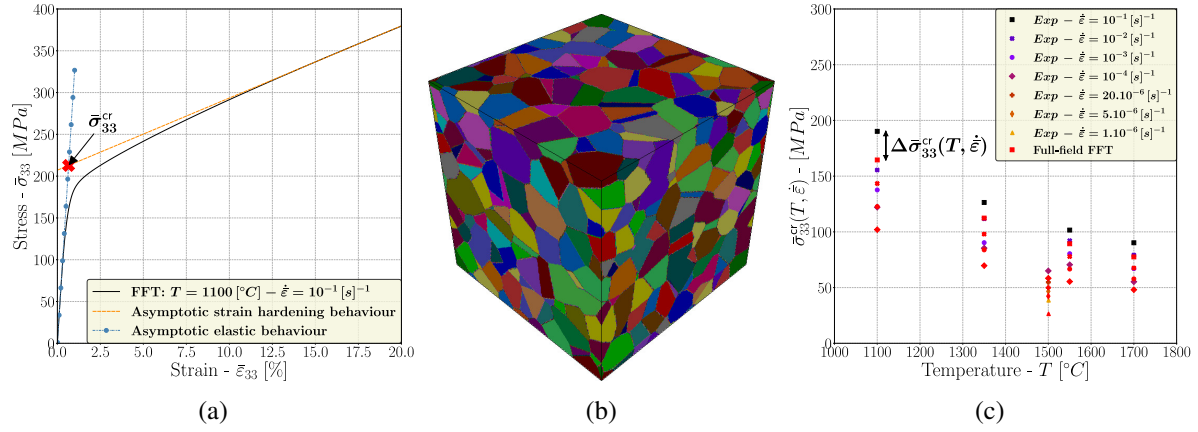 400
350
300
250
200
150
100
50
0
Stress - σ̄₃₃ [MPa]
σ̄₃₃ᶜʳ
FFT: T = 1100 [°C] − ε̄̇ = 10⁻¹ [s]⁻¹
Asymptotic strain hardening behaviour
Asymptotic elastic behaviour
0.0 2.5 5.0 7.5 10.0 12.5 15.0 17.5 20.0
Strain - ε̄₃₃ [%]
(a)
(b)
300
250
200
150
100
50
0
σ̄₃₃ᶜʳ(T, ε̄̇) - [MPa]
Exp − ε̄̇ = 10⁻¹ [s]⁻¹
Exp − ε̄̇ = 10⁻² [s]⁻¹
Exp − ε̄̇ = 10⁻³ [s]⁻¹
Exp − ε̄̇ = 10⁻⁴ [s]⁻¹
Exp − ε̄̇ = 20.10⁻⁶ [s]⁻¹
Exp − ε̄̇ = 5.10⁻⁶ [s]⁻¹
Exp − ε̄̇ = 1.10⁻⁶ [s]⁻¹
Full-field FFT
Δσ̄₃₃ᶜʳ(T, ε̄̇)
1000 1100 1200 1300 1400 1500 1600 1700 1800
Temperature - T [°C]
(c)